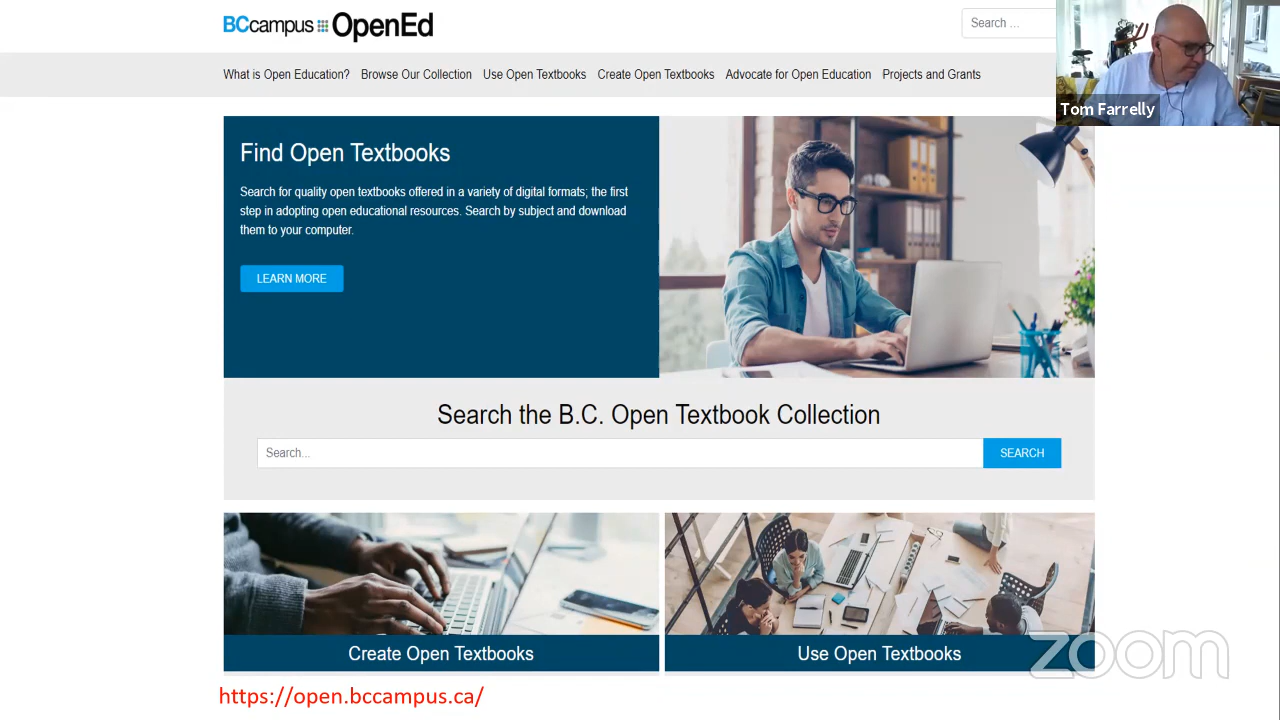 BCcampus OpenEd
Search ...
What is Open Education? Browse Our Collection Use Open Textbooks Create Open Textbooks Advocate for Open Education Projects and Grants
Tom Farrelly
Find Open Textbooks
Search for quality open textbooks offered in a variety of digital formats; the first
step in adopting open educational resources. Search by subject and download
them to your computer.
LEARN MORE
Search the B.C. Open Textbook Collection
Search...
SEARCH
Create Open Textbooks
Use Open Textbooks
zoom
https://open.bccampus.ca/